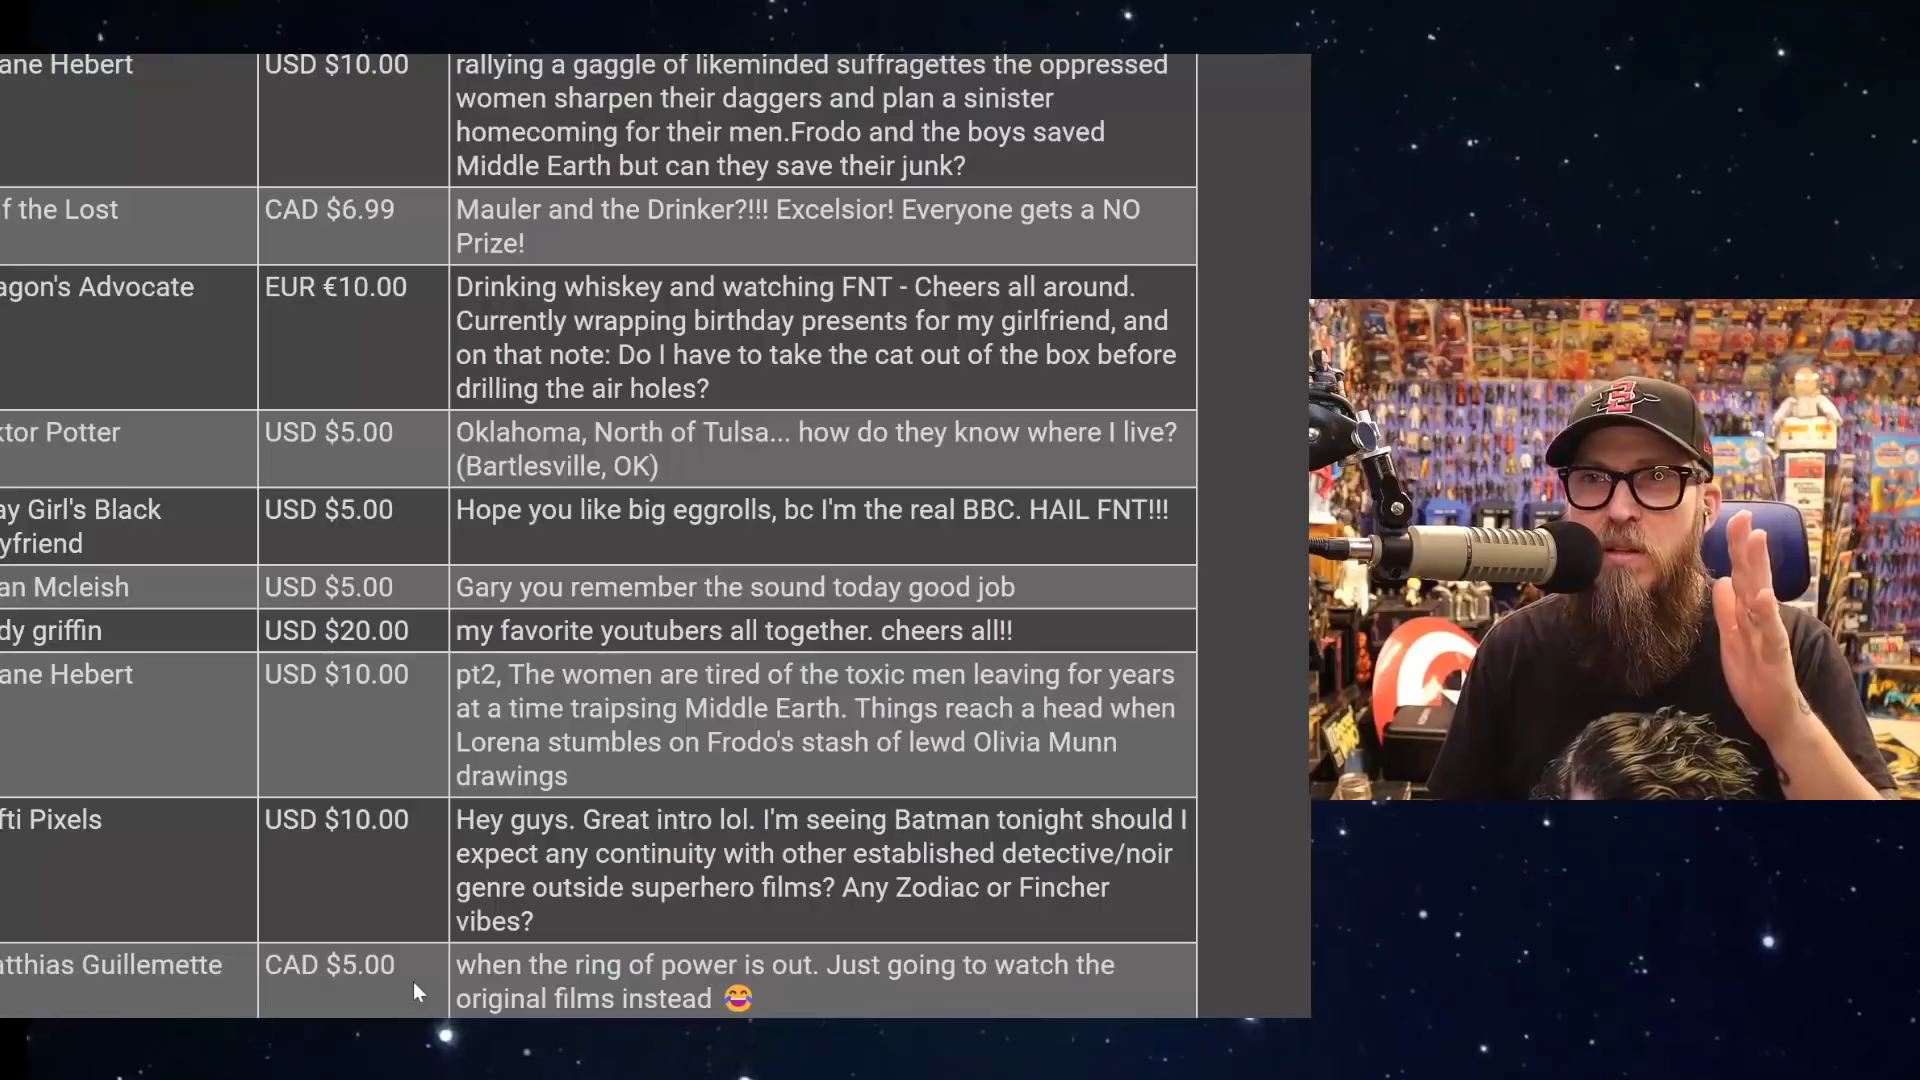 ane Hebert
USD $10.00
rallying a gaggle of likeminded suffragettes the oppressed
women sharpen their daggers and plan a sinister
homecoming for their men.Frodo and the boys saved
Middle Earth but can they save their junk?
f the Lost
CAD $6.99
Mauler and the Drinker?!!! Excelsior! Everyone gets a NO
Prize!
agon's Advocate
EUR €10.00
Drinking whiskey and watching FNT - Cheers all around.
Currently wrapping birthday presents for my girlfriend, and
on that note: Do I have to take the cat out of the box before
drilling the air holes?
ktor Potter
USD $5.00
Oklahoma, North of Tulsa... how do they know where I live?
(Bartlesville, OK)
ay Girl's Black
yfriend
USD $5.00
Hope you like big eggrolls, bc I'm the real BBC. HAIL FNT!!!
an Mcleish
USD $5.00
Gary you remember the sound today good job
dy griffin
USD $20.00
my favorite youtubers all together. cheers all!!
ane Hebert
USD $10.00
pt2, The women are tired of the toxic men leaving for years
at a time traipsing Middle Earth. Things reach a head when
Lorena stumbles on Frodo's stash of lewd Olivia Munn
drawings
fti Pixels
USD $10.00
Hey guys. Great intro lol. I'm seeing Batman tonight should I
expect any continuity with other established detective/noir
genre outside superhero films? Any Zodiac or Fincher
vibes?
atthias Guillemette
CAD $5.00
when the ring of power is out. Just going to watch the
original films instead 😂